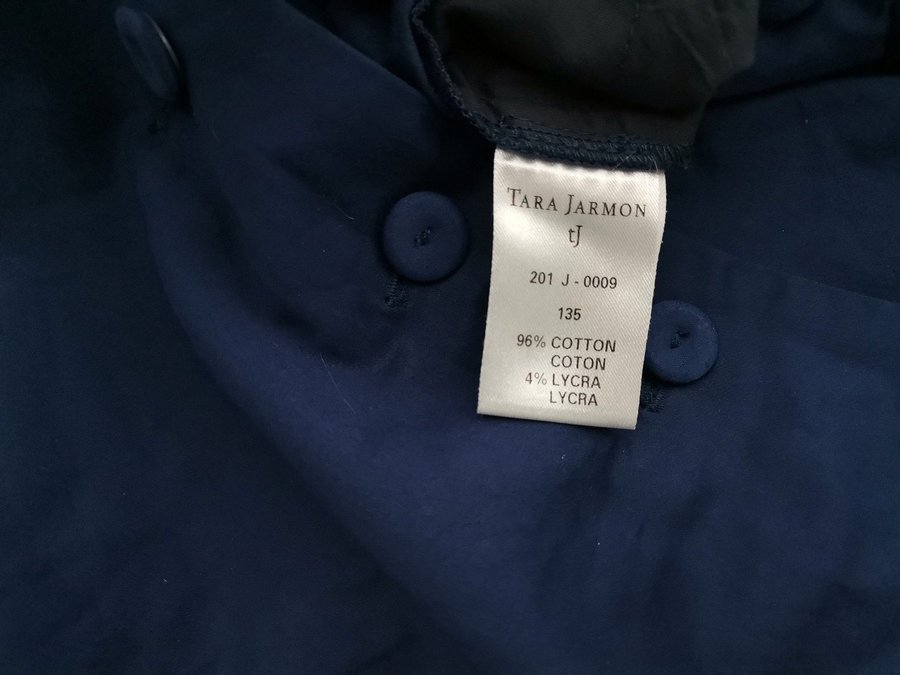 TARA JARMON
tJ
201 J - 0009
135
96% COTTON
COTON
4% LYCRA
LYCRA